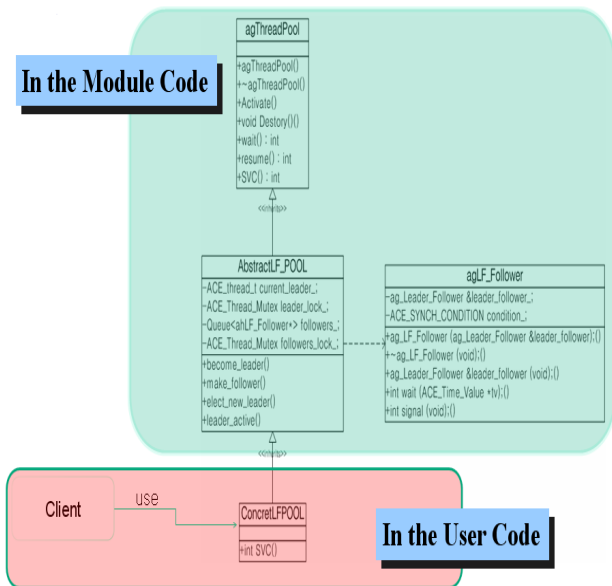 agThreadPool
In the Module Code
+agThreadPool()
+~agThreadPool()
+Activate()
+void Destory()()
+wait() : int
+resume() : int
+SVC() : int
AbstractLF_POOL
-ACE_thread_t current_leader_;
-ACE_Thread_Mutex leader_lock_;
-Queue<ahLF_Follower*> followers_;
-ACE_Thread_Mutex followers_lock_;
+become_leader()
+make_follower()
+elect_new_leader()
+leader_active()
agLF_Follower
-ag_Leader_Follower &leader_follower_;
-ACE_SYNCH_CONDITION condition_;
+ag_LF_Follower (ag_Leader_Follower &leader_follower);()
+~ag_LF_Follower (void);()
+ag_Leader_Follower &leader_follower (void);()
+int wait (ACE_Time_Value *tv);()
+int signal (void);()
Client
use
ConcretLFPOOL
+int SVC()
In the User Code